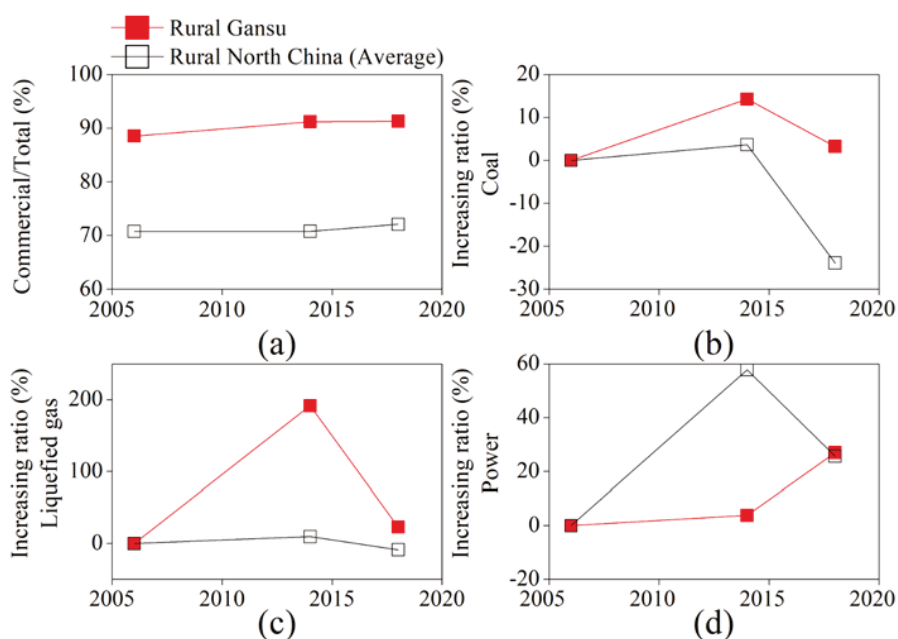 Rural Gansu
Rural North China (Average)
Commercial/Total (%)
100
90
80
70
60
2005 2010 2015 2020
(a)
Increasing ratio (%)
Coal
20
10
0
-10
-20
-30
2005 2010 2015 2020
(b)
Increasing ratio (%)
Liquefied gas
200
100
0
2005 2010 2015 2020
(c)
Increasing ratio (%)
Power
60
40
20
0
-20
2005 2010 2015 2020
(d)